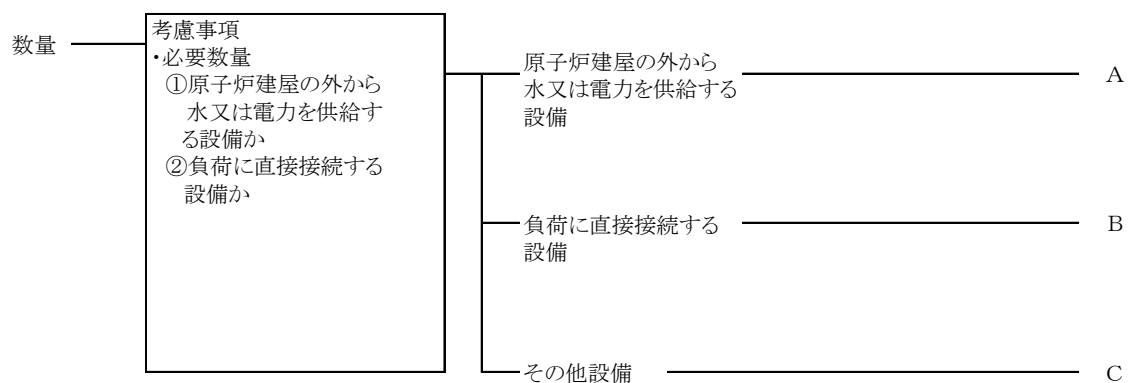 数量
考慮事項
・必要数量
①原子炉建屋の外から
水又は電力を供給す
る設備か
②負荷に直接接続する
設備か
原子炉建屋の外から
水又は電力を供給する
設備
A
負荷に直接接続する
設備
B
その他設備
C